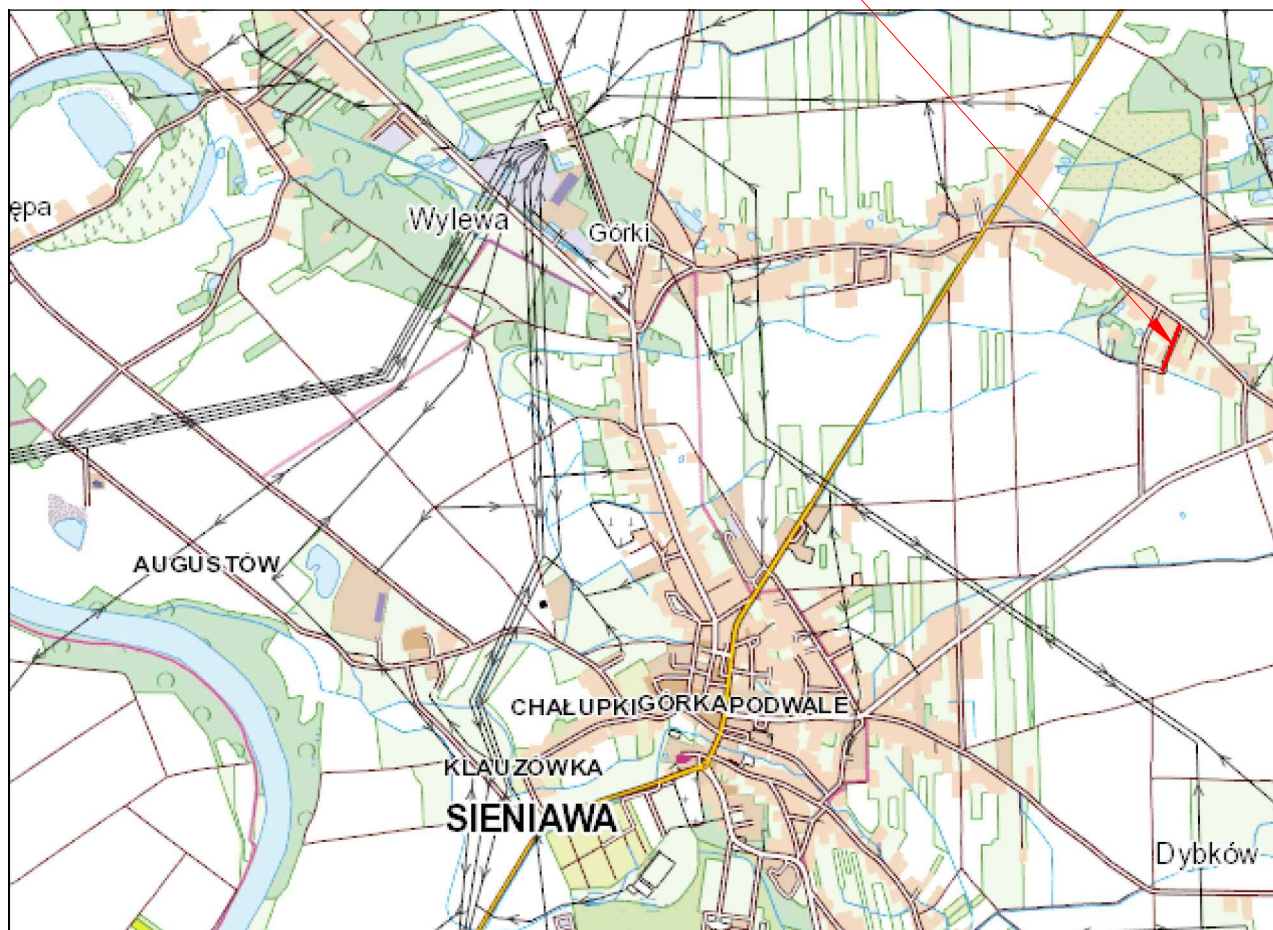 ępa
Wylewa
Górki
AUGUSTÓW
CHAŁUPKI
GÓRKA
PODWALE
KLAUZÓWKA
SIENIAWA
Dybków